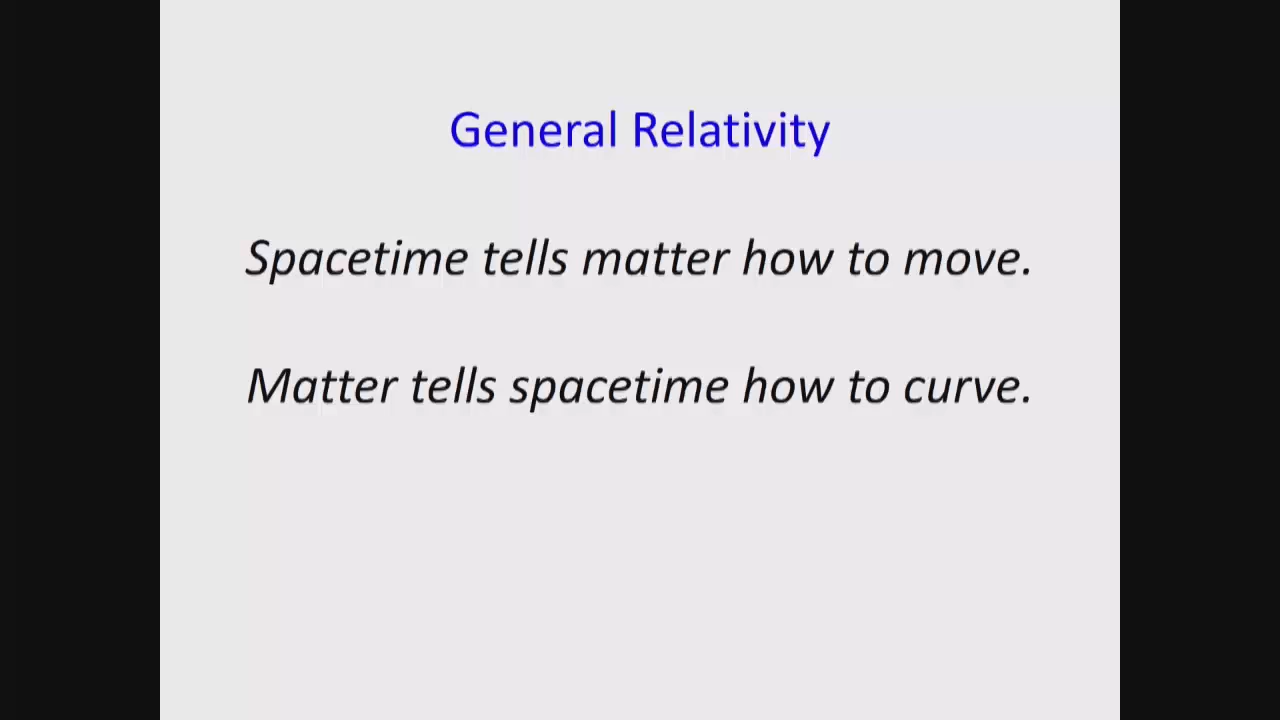 General Relativity
Spacetime tells matter how to move.
Matter tells spacetime how to curve.